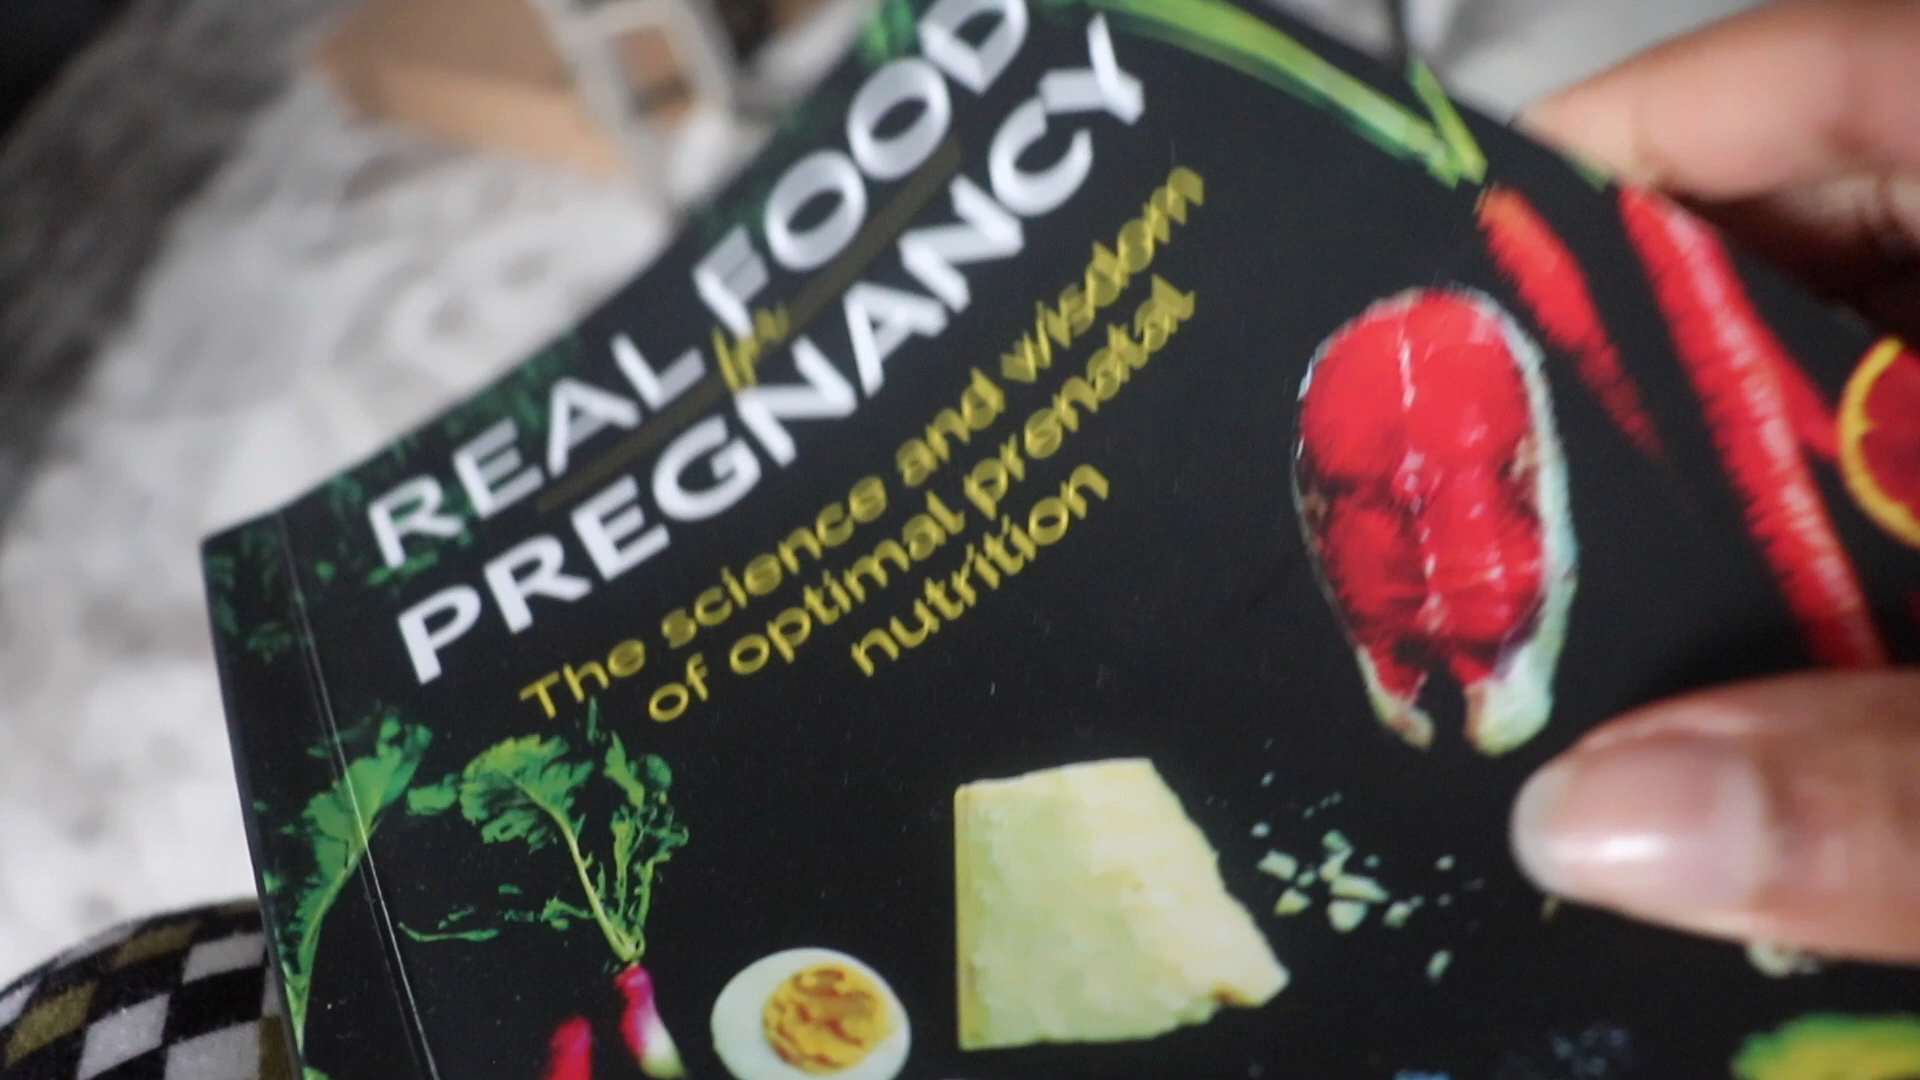 REAL FOOD
for
PREGNANCY
The science and wisdom
of optimal prenatal
nutrition